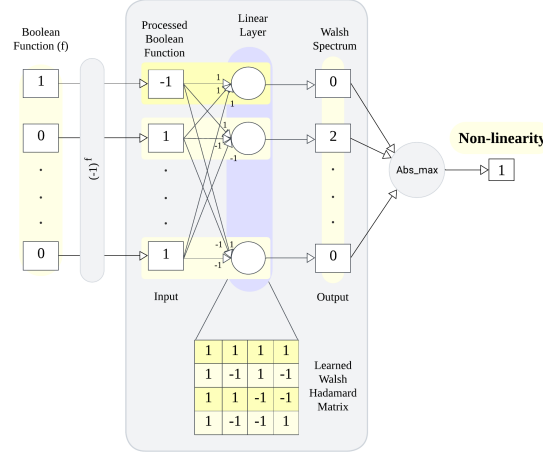 Boolean
Function (f)
Processed
Boolean
Function
Linear
Layer
Walsh
Spectrum
Non-linearity
1
0
.
.
.
0
(-1)^f
-1
1
.
.
.
1
1
1
1
1
-1
-1
-1
1
-1
0
2
.
.
.
0
Abs_max
1
Input
Output
1 1 1 1
1 -1 1 -1
1 1 -1 -1
1 -1 -1 1
Learned
Walsh
Hadamard
Matrix